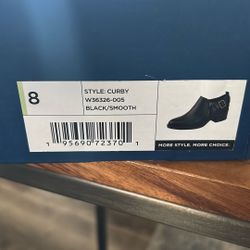 8
STYLE: CURBY
W36326-005
BLACK/SMOOTH
1 95690 72370 1
MORE STYLE. MORE CHOICE.